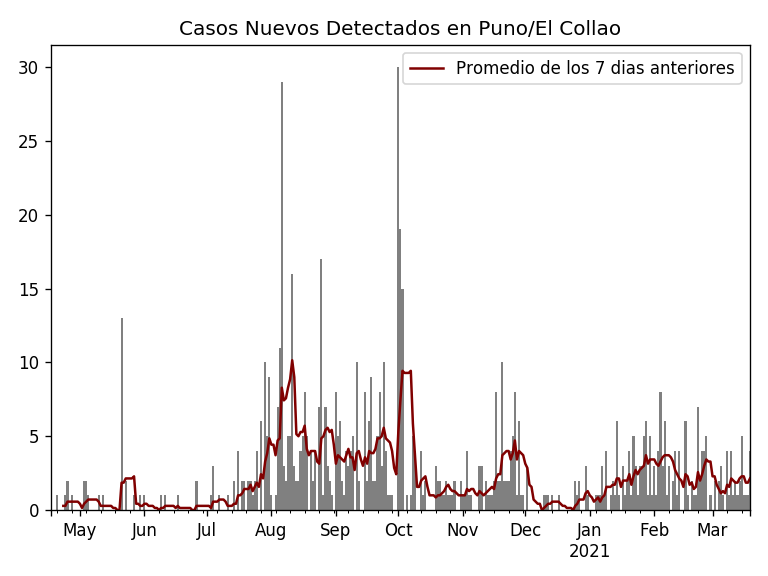 Casos Nuevos Detectados en Puno/El Collao
Promedio de los 7 dias anteriores
30
25
20
15
10
5
0
May Jun Jul Aug Sep Oct Nov Dec Jan Feb Mar
2021